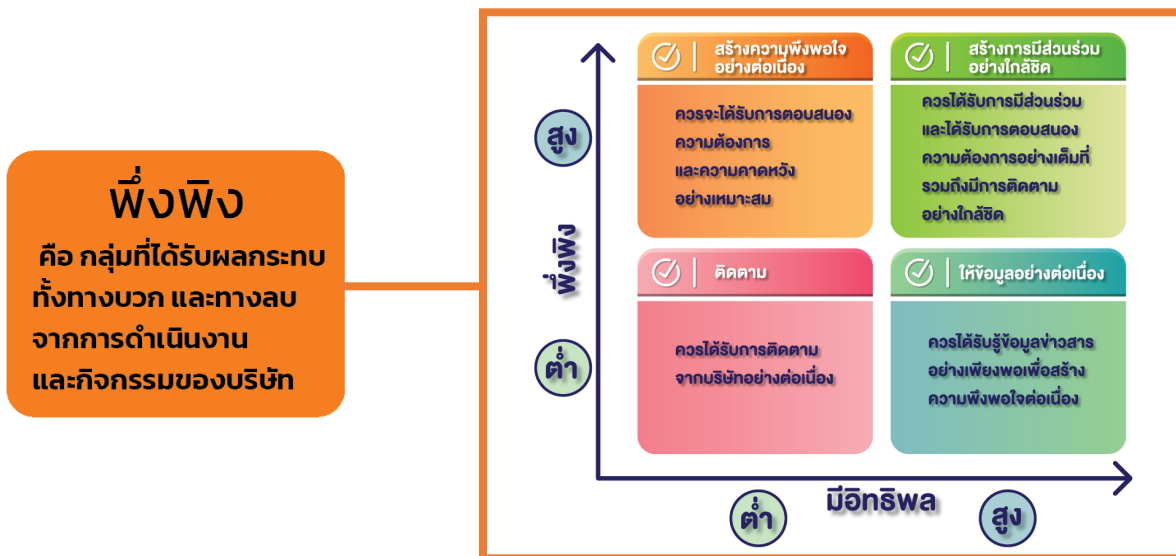 พึ่งพิง
คือ กลุ่มที่ได้รับผลกระทบ
ทั้งทางบวก และทางลบ
จากการดำเนินงาน
และกิจกรรมของบริษัท
สูง
พึ่งพิง
ต่ำ
สร้างความพึงพอใจ
อย่างต่อเนื่อง
ควรจะได้รับการตอบสนอง
ความต้องการ
และความคาดหวัง
อย่างเหมาะสม
สร้างการมีส่วนร่วม
อย่างใกล้ชิด
ควรได้รับการมีส่วนร่วม
และได้รับการตอบสนอง
ความต้องการอย่างเต็มที่
รวมถึงมีการติดตาม
อย่างใกล้ชิด
ติดตาม
ควรได้รับการติดตาม
จากบริษัทอย่างต่อเนื่อง
ให้ข้อมูลอย่างต่อเนื่อง
ควรได้รับรู้ข้อมูลข่าวสาร
อย่างเพียงพอเพื่อสร้าง
ความพึงพอใจต่อเนื่อง
ต่ำ
มีอิทธิพล
สูง